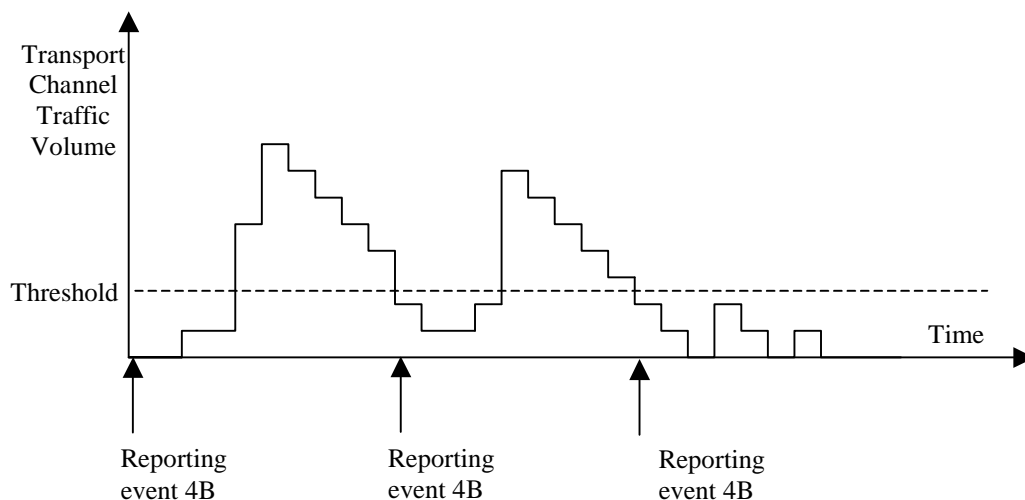 Transport
Channel
Traffic
Volume
Threshold
Time
Reporting
event 4B
Reporting
event 4B
Reporting
event 4B